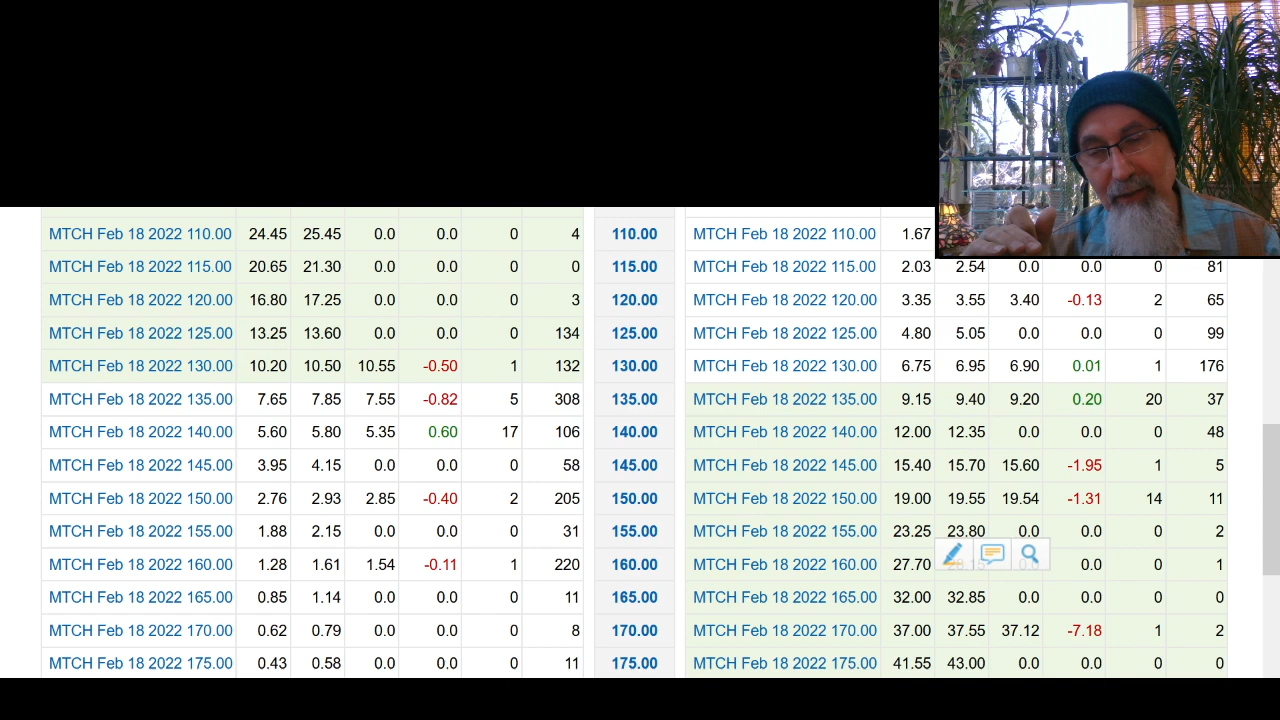 MTCH Feb 18 2022 110.00 24.45 25.45 0.0 0.0 0 4 110.00 MTCH Feb 18 2022 110.00 1.67
MTCH Feb 18 2022 115.00 20.65 21.30 0.0 0.0 0 0 115.00 MTCH Feb 18 2022 115.00 2.03 2.54 0.0 0.0 0 81
MTCH Feb 18 2022 120.00 16.80 17.25 0.0 0.0 0 3 120.00 MTCH Feb 18 2022 120.00 3.35 3.55 3.40 -0.13 2 65
MTCH Feb 18 2022 125.00 13.25 13.60 0.0 0.0 0 134 125.00 MTCH Feb 18 2022 125.00 4.80 5.05 0.0 0.0 0 99
MTCH Feb 18 2022 130.00 10.20 10.50 10.55 -0.50 1 132 130.00 MTCH Feb 18 2022 130.00 6.75 6.95 6.90 0.01 1 176
MTCH Feb 18 2022 135.00 7.65 7.85 7.55 -0.82 5 308 135.00 MTCH Feb 18 2022 135.00 9.15 9.40 9.20 0.20 20 37
MTCH Feb 18 2022 140.00 5.60 5.80 5.35 0.60 17 106 140.00 MTCH Feb 18 2022 140.00 12.00 12.35 0.0 0.0 0 48
MTCH Feb 18 2022 145.00 3.95 4.15 0.0 0.0 0 58 145.00 MTCH Feb 18 2022 145.00 15.40 15.70 15.60 -1.95 1 5
MTCH Feb 18 2022 150.00 2.76 2.93 2.85 -0.40 2 205 150.00 MTCH Feb 18 2022 150.00 19.00 19.55 19.54 -1.31 14 11
MTCH Feb 18 2022 155.00 1.88 2.15 0.0 0.0 0 31 155.00 MTCH Feb 18 2022 155.00 23.25 23.80 0.0 0.0 0 2
MTCH Feb 18 2022 160.00 1.28 1.61 1.54 -0.11 1 220 160.00 MTCH Feb 18 2022 160.00 27.70 0.0 0 1
MTCH Feb 18 2022 165.00 0.85 1.14 0.0 0.0 0 11 165.00 MTCH Feb 18 2022 165.00 32.00 32.85 0.0 0.0 0 0
MTCH Feb 18 2022 170.00 0.62 0.79 0.0 0.0 0 8 170.00 MTCH Feb 18 2022 170.00 37.00 37.55 37.12 -7.18 1 2
MTCH Feb 18 2022 175.00 0.43 0.58 0.0 0.0 0 11 175.00 MTCH Feb 18 2022 175.00 41.55 43.00 0.0 0.0 0 0